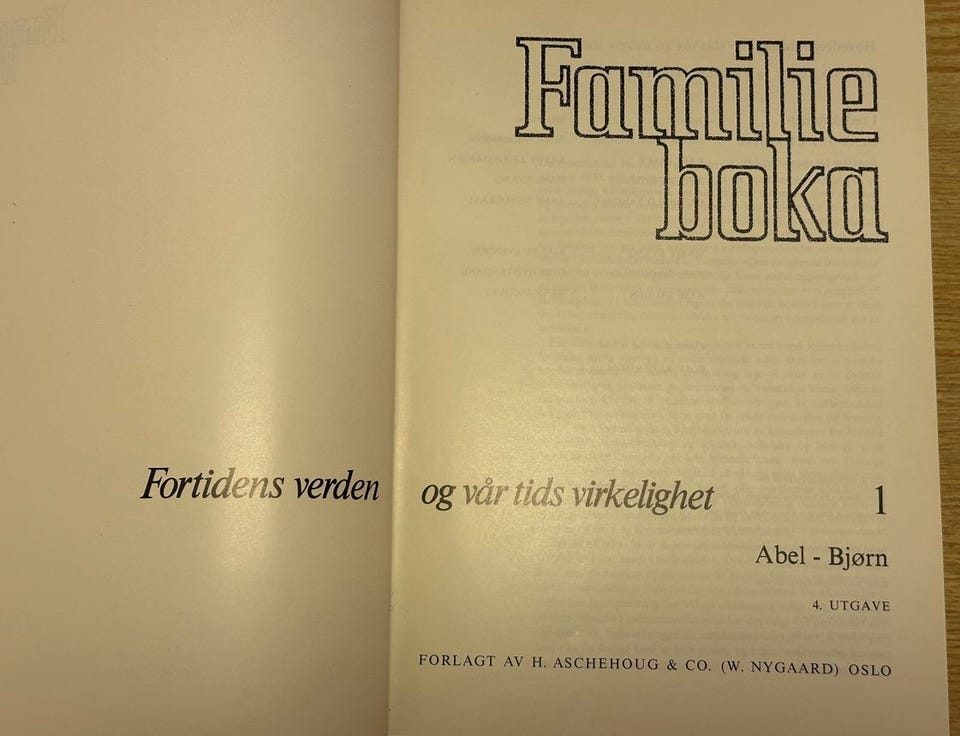 Familie
boka
Fortidens verden og vår tids virkelighet 1
Abel - Bjørn
4. UTGAVE
FORLAGT AV H. ASCHEHOUG & CO. (W. NYGAARD) OSLO